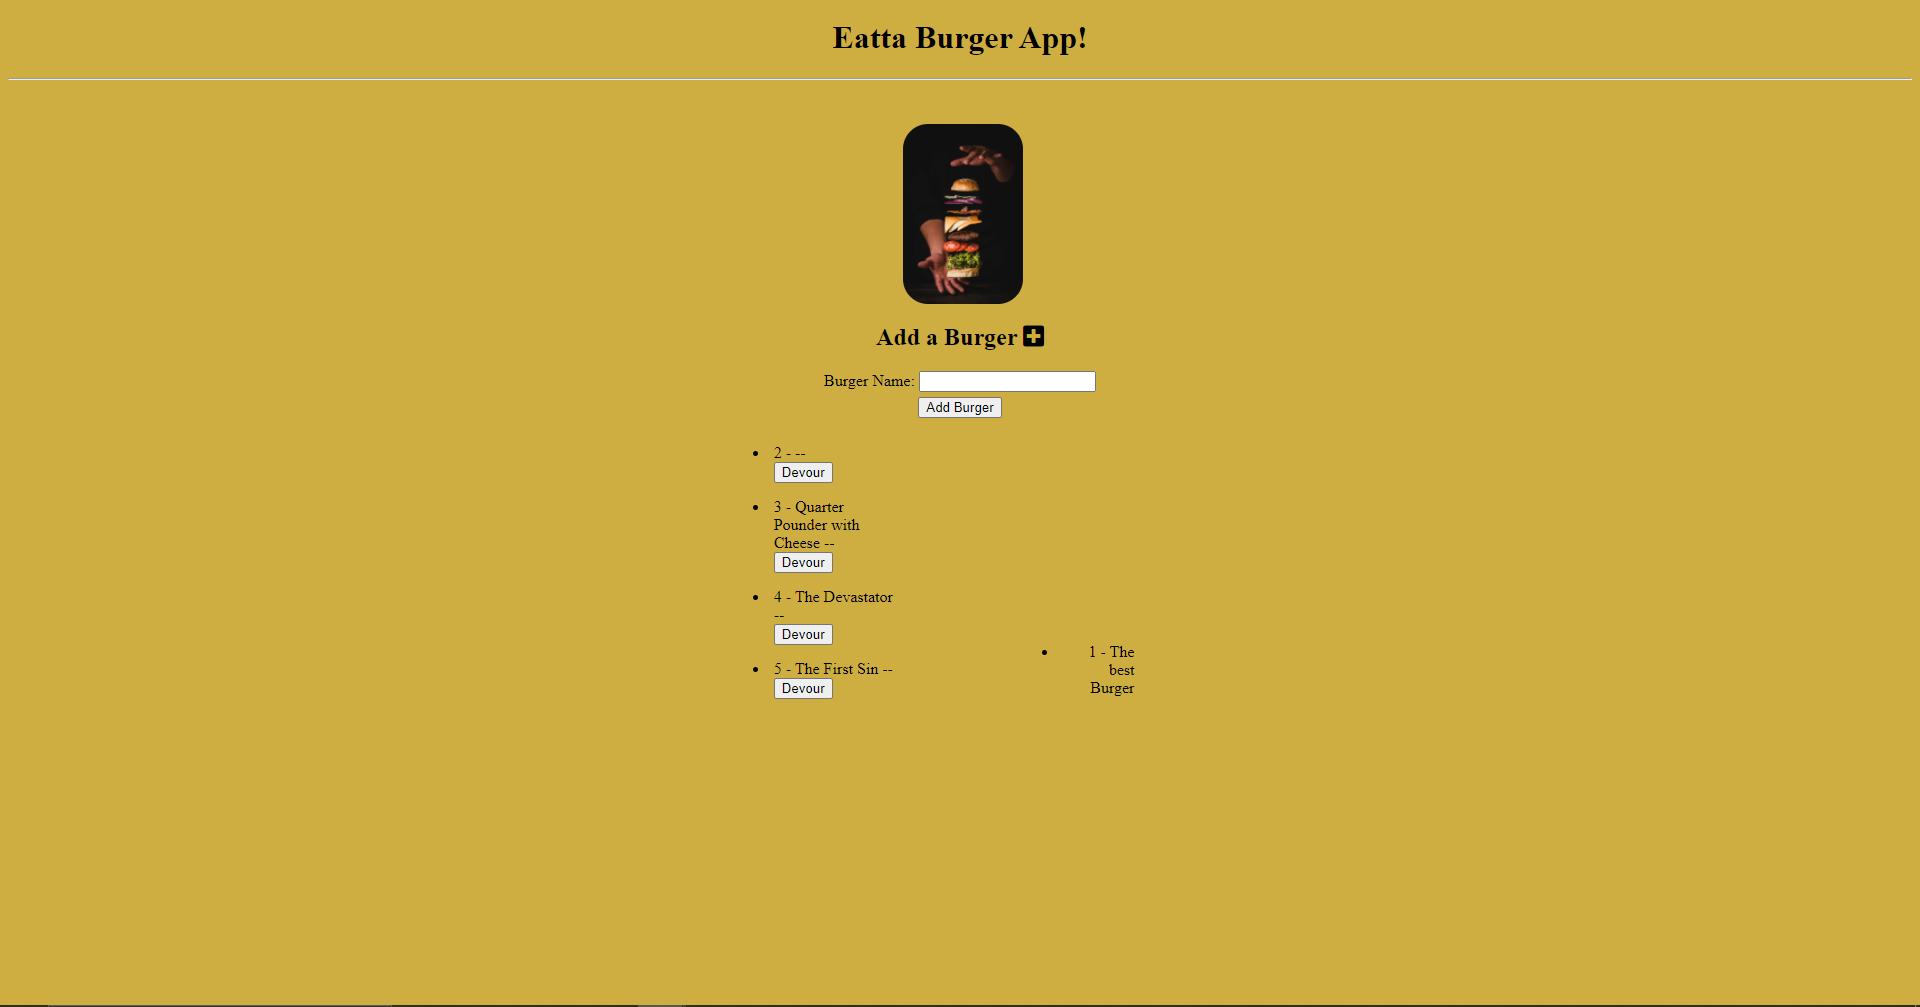 Eatta Burger App!
Add a Burger
Burger Name:
Add Burger
2 - --
Devour
3 - Quarter
Pounder with
Cheese --
Devour
4 - The Devastator
--
Devour
5 - The First Sin --
Devour
1 - The
best
Burger